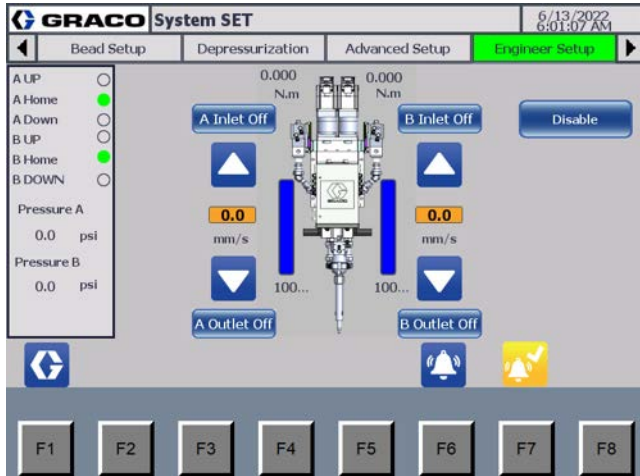 GRACO System SET 6/13/2022
6:01:07 AM
Bead Setup Depressurization Advanced Setup Engineer Setup
A UP
A Home
A Down
B UP
B Home
B DOWN
Pressure A
0.0 psi
Pressure B
0.0 psi
0.000 0.000
N.m N.m
A Inlet Off B Inlet Off Disable
0.0 0.0
mm/s mm/s
100... 100...
A Outlet Off B Outlet Off
F1 F2 F3 F4 F5 F6 F7 F8